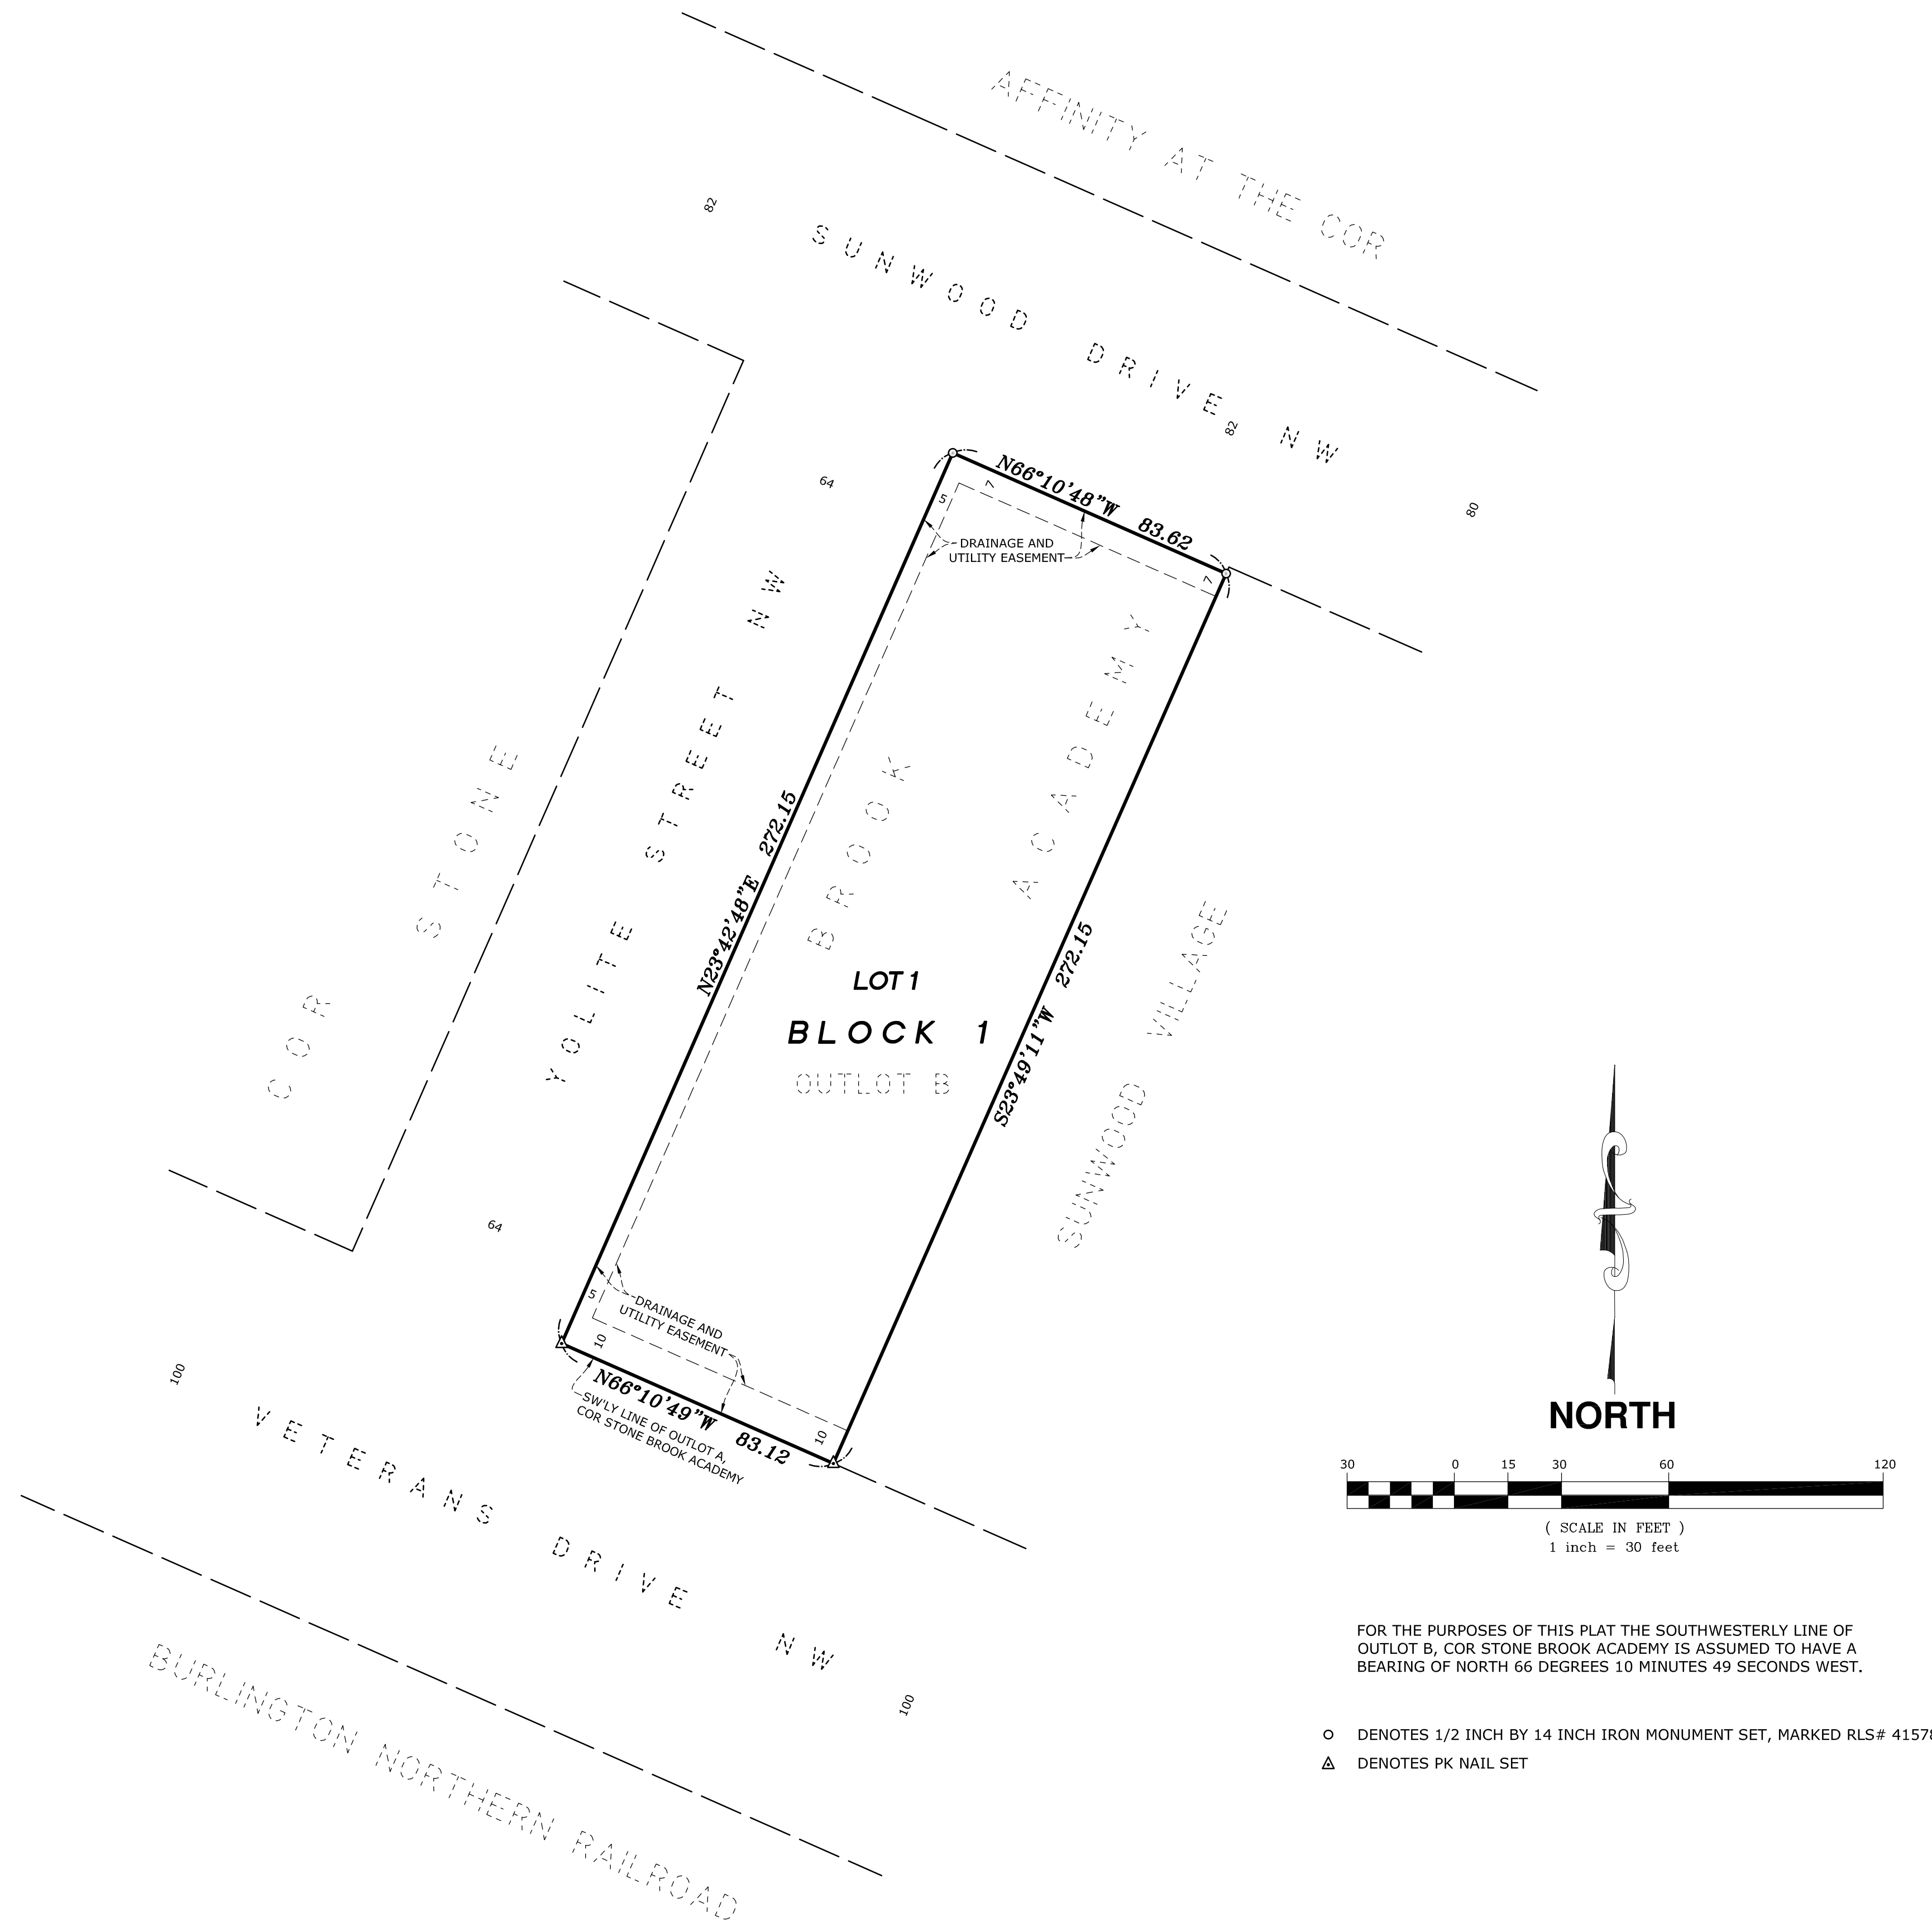 AFFINITY AT THE COR
82
SUNWOOD DRIVE NW
82
80
64
N66°10'48"W 83.62
5
7
7
DRAINAGE AND
UTILITY EASEMENT
YOLITE STREET NW
COR STONE
BROOK
ACADEMY
N23°42'48"E 272.15
S23°49'11"W 272.15
SUNWOOD VILLAGE
LOT 1
BLOCK 1
OUTLOT B
64
5
10
DRAINAGE AND
UTILITY EASEMENT
10
N66°10'49"W 83.12
SW'LY LINE OF OUTLOT A,
COR STONE BROOK ACADEMY
100
VETERANS DRIVE NW
100
BURLINGTON NORTHERN RAILROAD
NORTH
30 0 15 30 60 120
( SCALE IN FEET )
1 inch = 30 feet
FOR THE PURPOSES OF THIS PLAT THE SOUTHWESTERLY LINE OF
OUTLOT B, COR STONE BROOK ACADEMY IS ASSUMED TO HAVE A
BEARING OF NORTH 66 DEGREES 10 MINUTES 49 SECONDS WEST.
DENOTES 1/2 INCH BY 14 INCH IRON MONUMENT SET, MARKED RLS# 41578
DENOTES PK NAIL SET